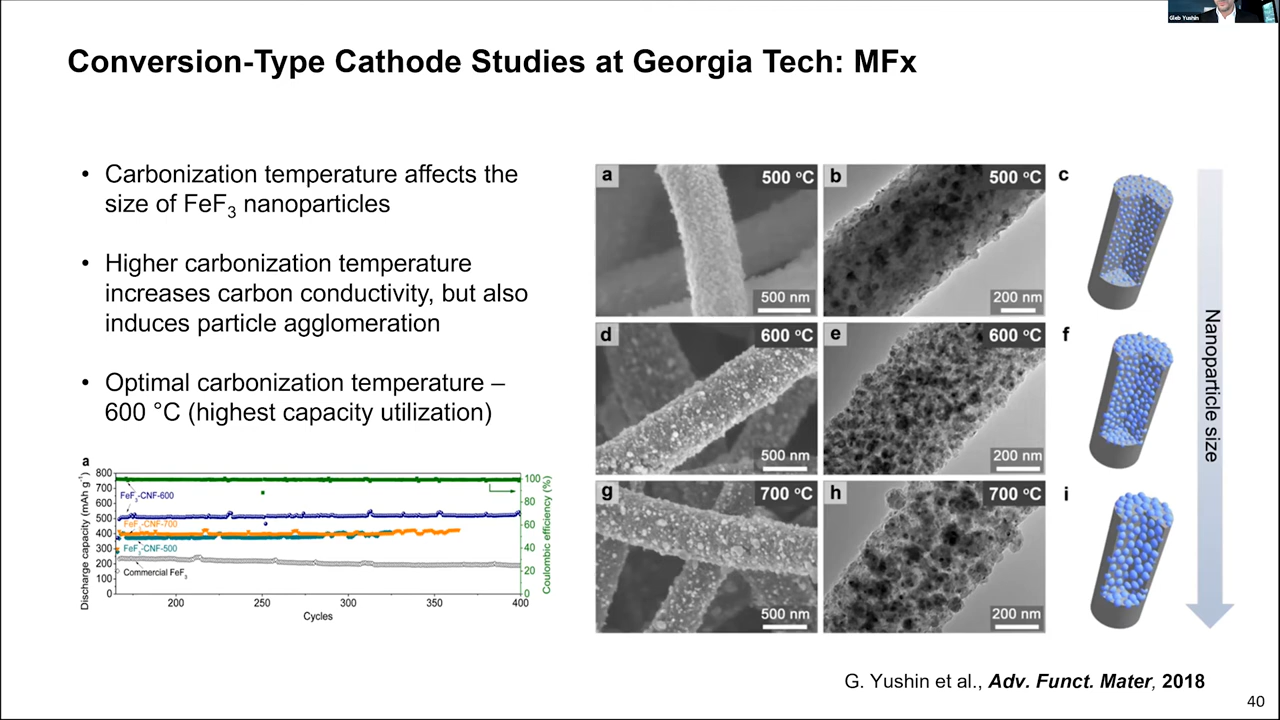 Gleb Yushin
Conversion-Type Cathode Studies at Georgia Tech: MFx
• Carbonization temperature affects the
size of FeF3 nanoparticles
• Higher carbonization temperature
increases carbon conductivity, but also
induces particle agglomeration
• Optimal carbonization temperature –
600 °C (highest capacity utilization)
a
Discharge capacity (mAh g-1)
800
700
600
500
400
300
200
100
0
FeF3-CNF-600
FeF3-CNF-700
FeF3-CNF-500
Commercial FeF3
100
80
60
40
20
0
Coulombic efficiency (%)
200 250 300 350 400
Cycles
a 500 °C
500 nm
b 500 °C
200 nm
c
d 600 °C
500 nm
e 600 °C
200 nm
f
g 700 °C
500 nm
h 700 °C
200 nm
i
Nanoparticle size
G. Yushin et al., Adv. Funct. Mater, 2018
40